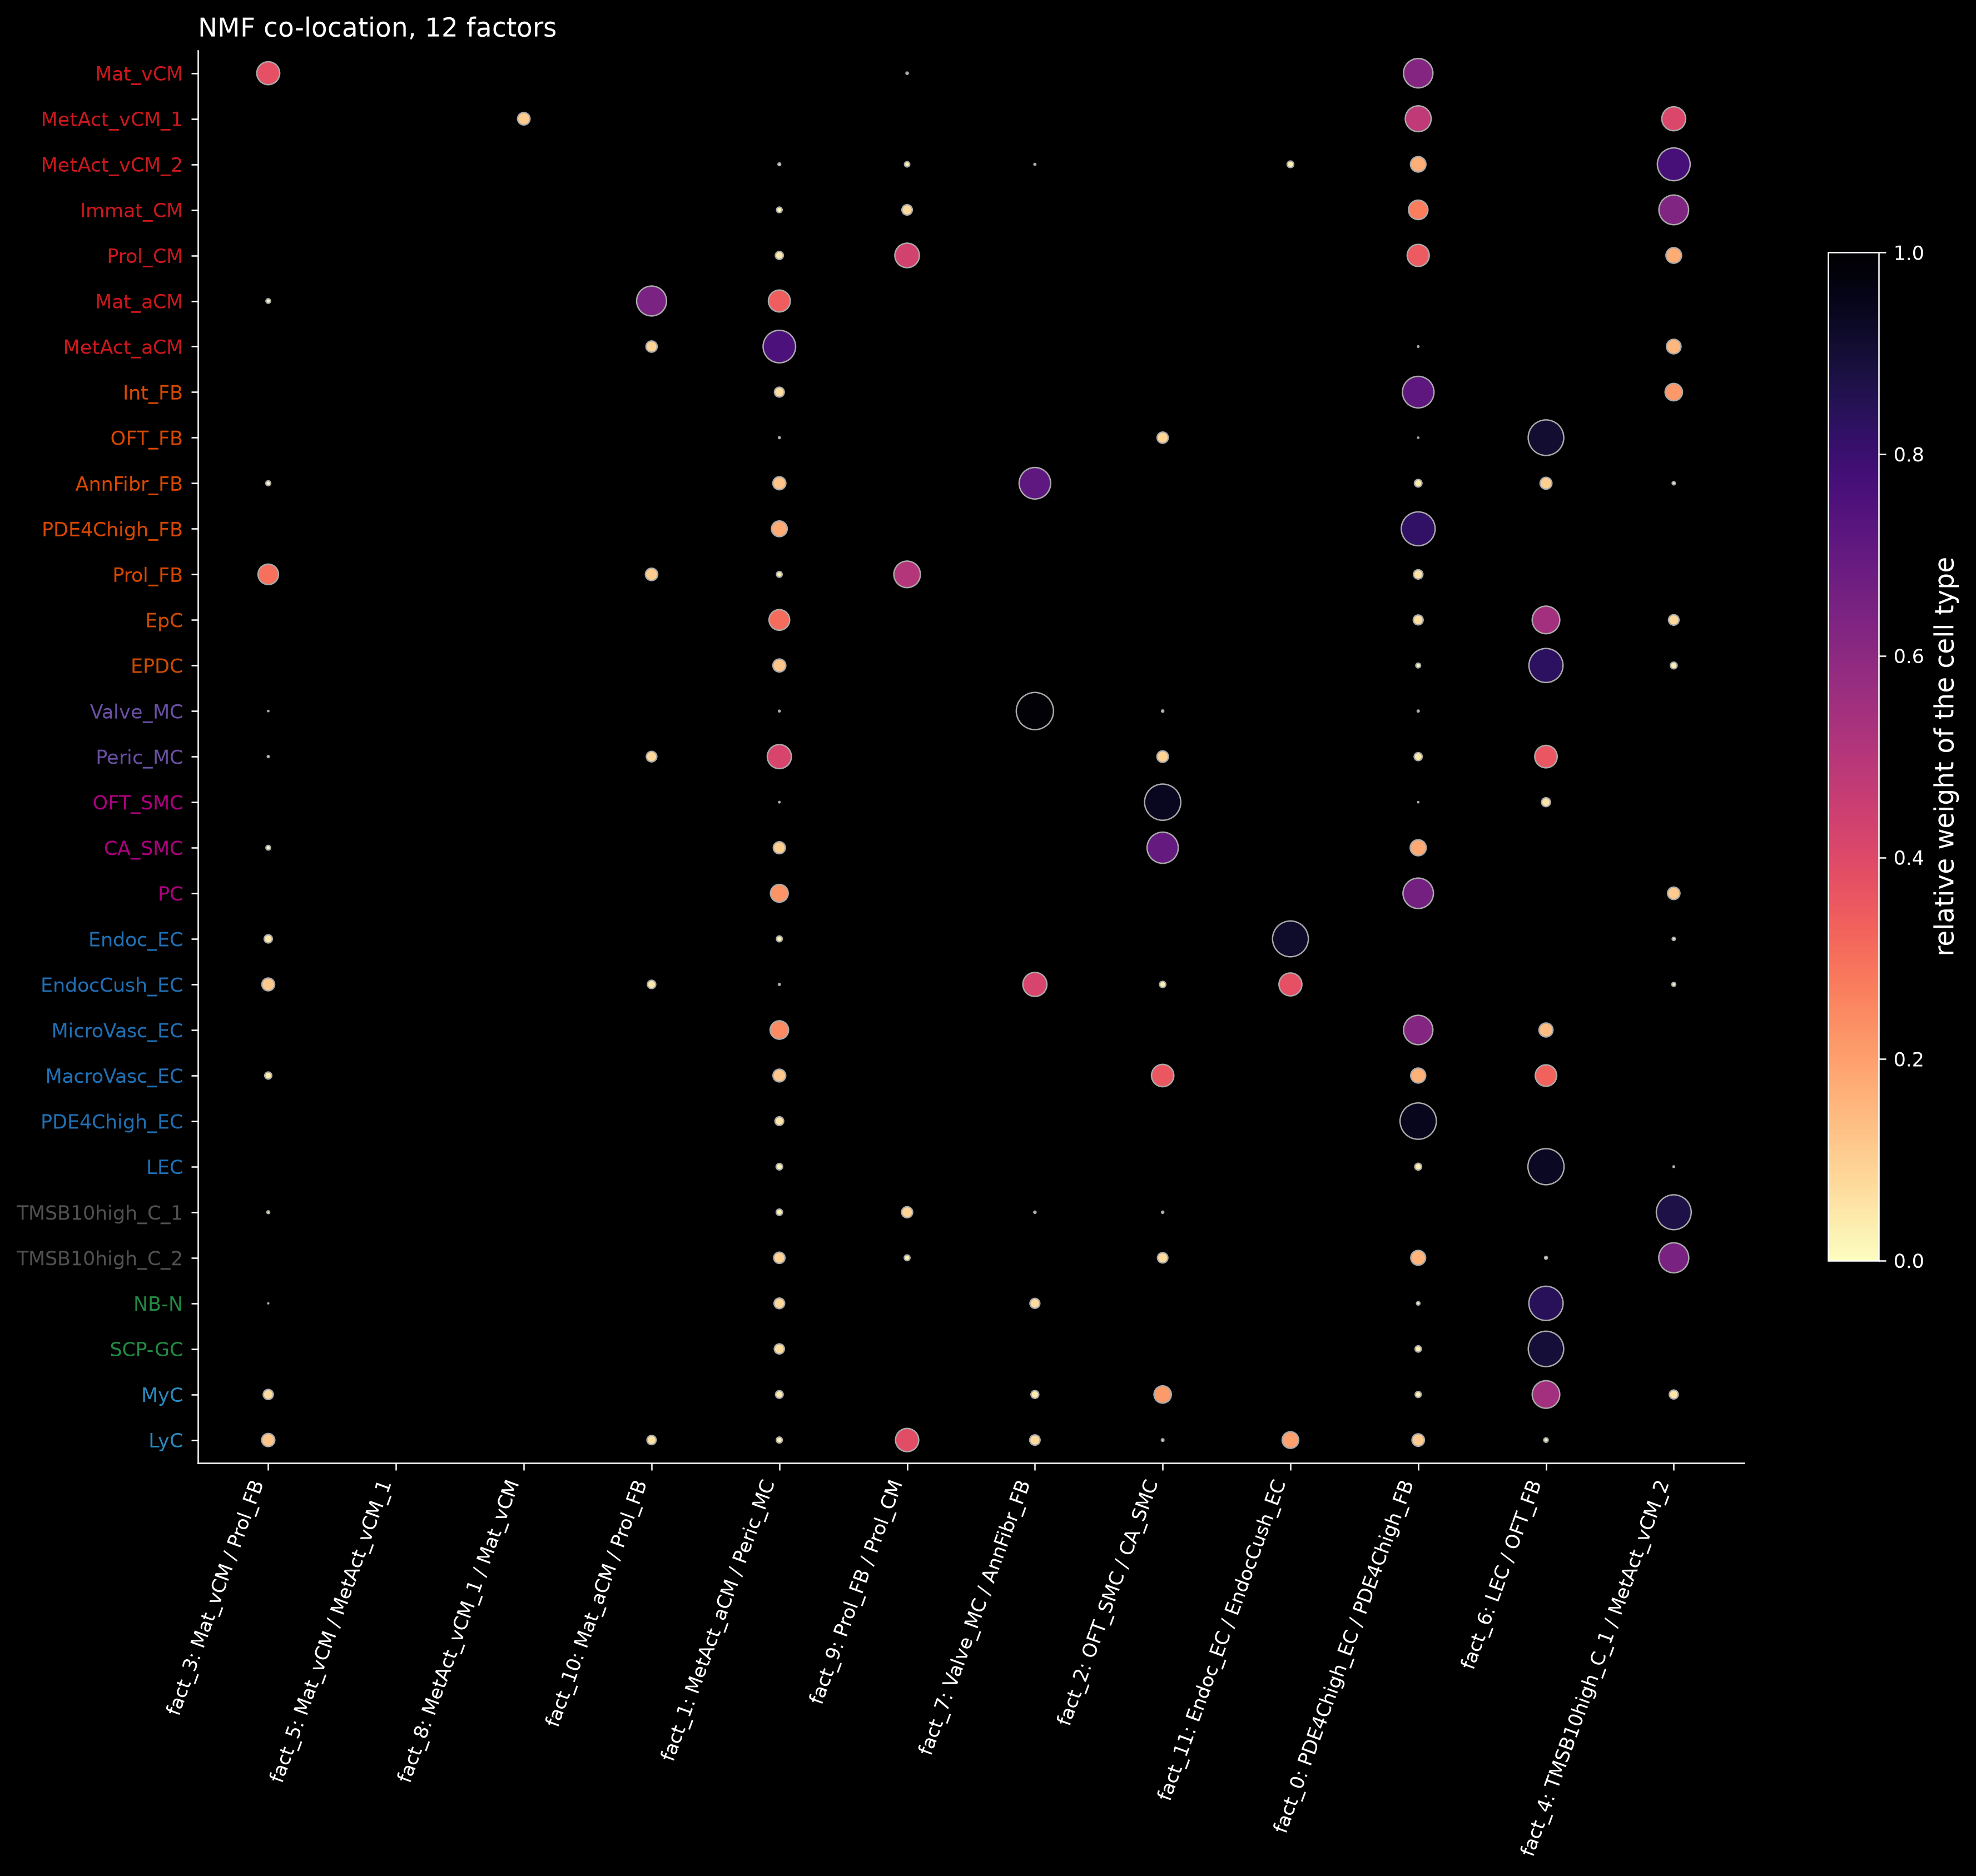 NMF co-location, 12 factors
Mat_vCM
MetAct_vCM_1
MetAct_vCM_2
Immat_CM
Prol_CM
Mat_aCM
MetAct_aCM
Int_FB
OFT_FB
AnnFibr_FB
PDE4Chigh_FB
Prol_FB
EpC
EPDC
Valve_MC
Peric_MC
OFT_SMC
CA_SMC
PC
Endoc_EC
EndocCush_EC
MicroVasc_EC
MacroVasc_EC
PDE4Chigh_EC
LEC
TMSB10high_C_1
TMSB10high_C_2
NB-N
SCP-GC
MyC
LyC
fact_3: Mat_vCM / Prol_FB
fact_5: Mat_vCM / MetAct_vCM_1
fact_8: MetAct_vCM_1 / Mat_vCM
fact_10: Mat_aCM / Prol_FB
fact_1: MetAct_aCM / Peric_MC
fact_9: Prol_FB / Prol_CM
fact_7: Valve_MC / AnnFibr_FB
fact_2: OFT_SMC / CA_SMC
fact_11: Endoc_EC / EndocCush_EC
fact_0: PDE4Chigh_EC / PDE4Chigh_FB
fact_6: LEC / OFT_FB
fact_4: TMSB10high_C_1 / MetAct_vCM_2
1.0
0.8
0.6
0.4
0.2
0.0
relative weight of the cell type